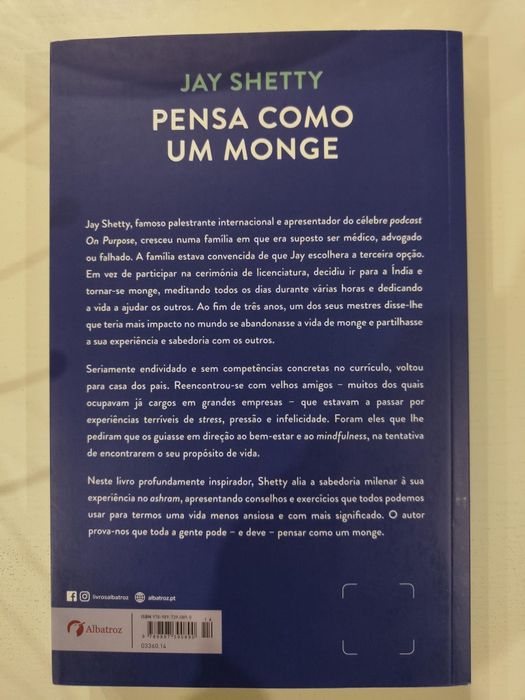 JAY SHETTY
PENSA COMO
UM MONGE
Jay Shetty, famoso palestrante internacional e apresentador do célebre podcast
On Purpose, cresceu numa família em que era suposto ser médico, advogado
ou falhado. A família estava convencida de que Jay escolhera a terceira opção.
Em vez de participar na cerimónia de licenciatura, decidiu ir para a Índia e
tornar-se monge, meditando todos os dias durante várias horas e dedicando
a vida a ajudar os outros. Ao fim de três anos, um dos seus mestres disse-lhe
que teria mais impacto no mundo se abandonasse a vida de monge e partilhasse
a sua experiência e sabedoria com os outros.
Seriamente endividado e sem competências concretas no currículo, voltou
para casa dos pais. Reencontrou-se com velhos amigos – muitos dos quais
ocupavam já cargos em grandes empresas – que estavam a passar por
experiências terríveis de stress, pressão e infelicidade. Foram eles que lhe
pediram que os guiasse em direção ao bem-estar e ao mindfulness, na tentativa
de encontrarem o seu propósito de vida.
Neste livro profundamente inspirador, Shetty alia a sabedoria milenar à sua
experiência no ashram, apresentando conselhos e exercícios que todos podemos
usar para termos uma vida menos ansiosa e com mais significado. O autor
prova-nos que toda a gente pode – e deve – pensar como um monge.
livrosalbatroz albatroz.pt
Albatroz
ISBN
03360.14